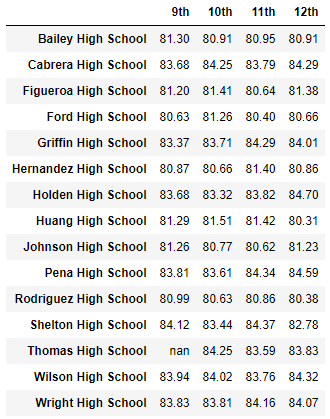 9th 10th 11th 12th
Bailey High School 81.30 80.91 80.95 80.91
Cabrera High School 83.68 84.25 83.79 84.29
Figueroa High School 81.20 81.41 80.64 81.38
Ford High School 80.63 81.26 80.40 80.66
Griffin High School 83.37 83.71 84.29 84.01
Hernandez High School 80.87 80.66 81.40 80.86
Holden High School 83.68 83.32 83.82 84.70
Huang High School 81.29 81.51 81.42 80.31
Johnson High School 81.26 80.77 80.62 81.23
Pena High School 83.81 83.61 84.34 84.59
Rodriguez High School 80.99 80.63 80.86 80.38
Shelton High School 84.12 83.44 84.37 82.78
Thomas High School nan 84.25 83.59 83.83
Wilson High School 83.94 84.02 83.76 84.32
Wright High School 83.83 83.81 84.16 84.07